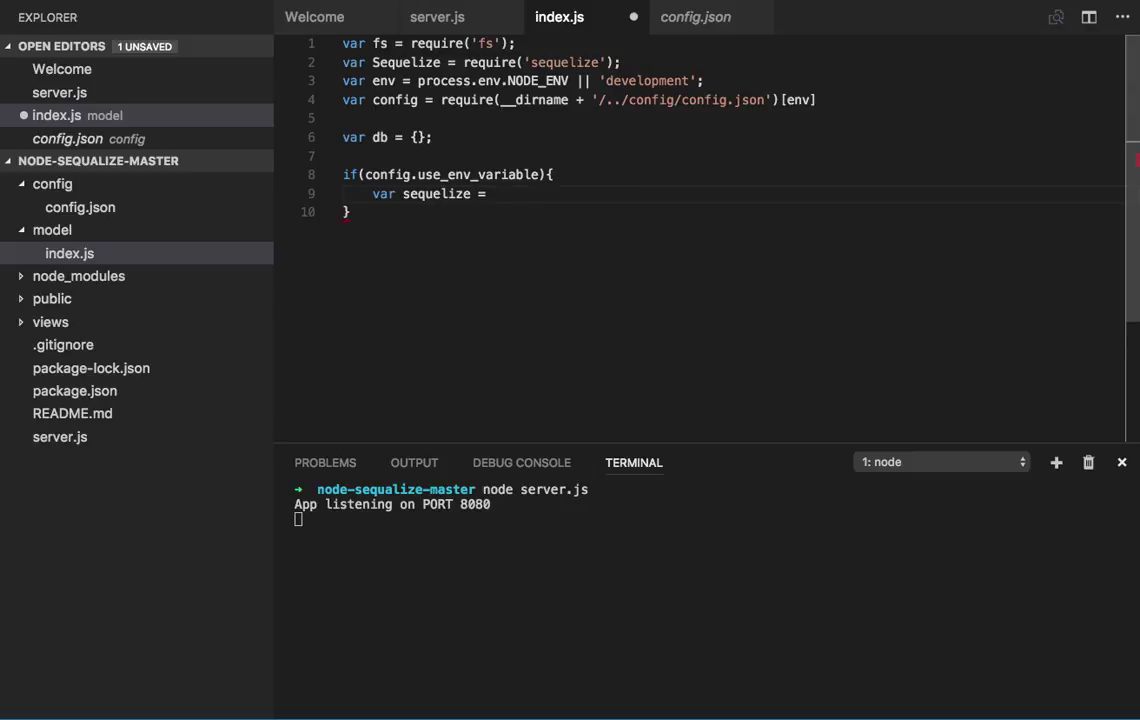 EXPLORER
Welcome
server.js
index.js
config.json
OPEN EDITORS 1 UNSAVED
Welcome
server.js
index.js model
config.json config
NODE-SEQUALIZE-MASTER
config
config.json
model
index.js
node_modules
public
views
.gitignore
package-lock.json
package.json
README.md
server.js
1 var fs = require('fs');
2 var Sequelize = require('sequelize');
3 var env = process.env.NODE_ENV || 'development';
4 var config = require(__dirname + '/../config/config.json')[env]
5
6 var db = {};
7
8 if(config.use_env_variable){
9 var sequelize =
10 }
PROBLEMS OUTPUT DEBUG CONSOLE TERMINAL 1: node
→ node-sequalize-master node server.js
App listening on PORT 8080